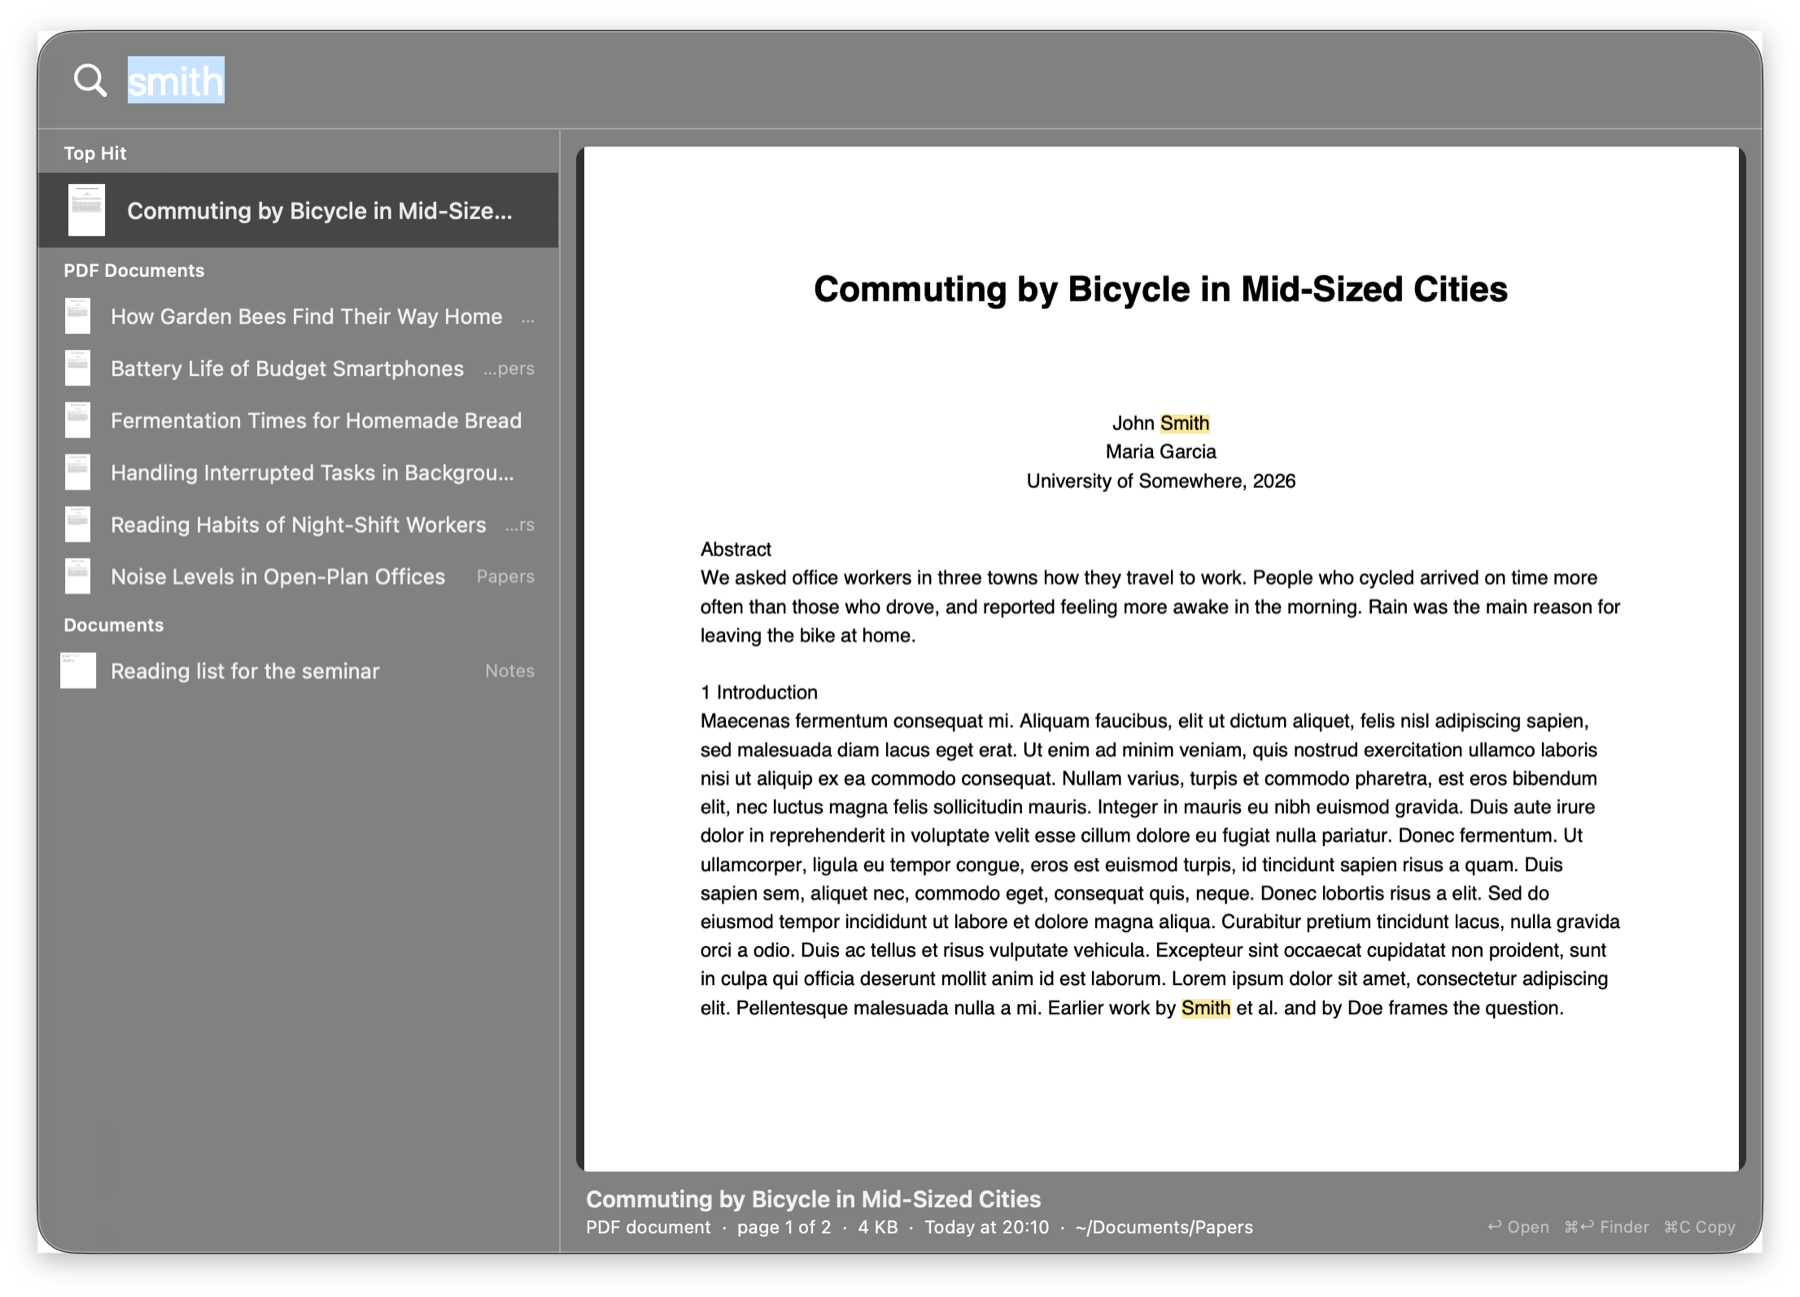 smith
Top Hit
Commuting by Bicycle in Mid-Size...
PDF Documents
How Garden Bees Find Their Way Home ...
Battery Life of Budget Smartphones ...pers
Fermentation Times for Homemade Bread
Handling Interrupted Tasks in Backgrou...
Reading Habits of Night-Shift Workers ...rs
Noise Levels in Open-Plan Offices Papers
Documents
Reading list for the seminar Notes
Commuting by Bicycle in Mid-Sized Cities
John Smith
Maria Garcia
University of Somewhere, 2026
Abstract
We asked office workers in three towns how they travel to work. People who cycled arrived on time more
often than those who drove, and reported feeling more awake in the morning. Rain was the main reason for
leaving the bike at home.
1 Introduction
Maecenas fermentum consequat mi. Aliquam faucibus, elit ut dictum aliquet, felis nisl adipiscing sapien,
sed malesuada diam lacus eget erat. Ut enim ad minim veniam, quis nostrud exercitation ullamco laboris
nisi ut aliquip ex ea commodo consequat. Nullam varius, turpis et commodo pharetra, est eros bibendum
elit, nec luctus magna felis sollicitudin mauris. Integer in mauris eu nibh euismod gravida. Duis aute irure
dolor in reprehenderit in voluptate velit esse cillum dolore eu fugiat nulla pariatur. Donec fermentum. Ut
ullamcorper, ligula eu tempor congue, eros est euismod turpis, id tincidunt sapien risus a quam. Duis
sapien sem, aliquet nec, commodo eget, consequat quis, neque. Donec lobortis risus a elit. Sed do
eiusmod tempor incididunt ut labore et dolore magna aliqua. Curabitur pretium tincidunt lacus, nulla gravida
orci a odio. Duis ac tellus et risus vulputate vehicula. Excepteur sint occaecat cupidatat non proident, sunt
in culpa qui officia deserunt mollit anim id est laborum. Lorem ipsum dolor sit amet, consectetur adipiscing
elit. Pellentesque malesuada nulla a mi. Earlier work by Smith et al. and by Doe frames the question.
Commuting by Bicycle in Mid-Sized Cities
PDF document · page 1 of 2 · 4 KB · Today at 20:10 · ~/Documents/Papers
↩ Open ⌘↩ Finder ⌘C Copy